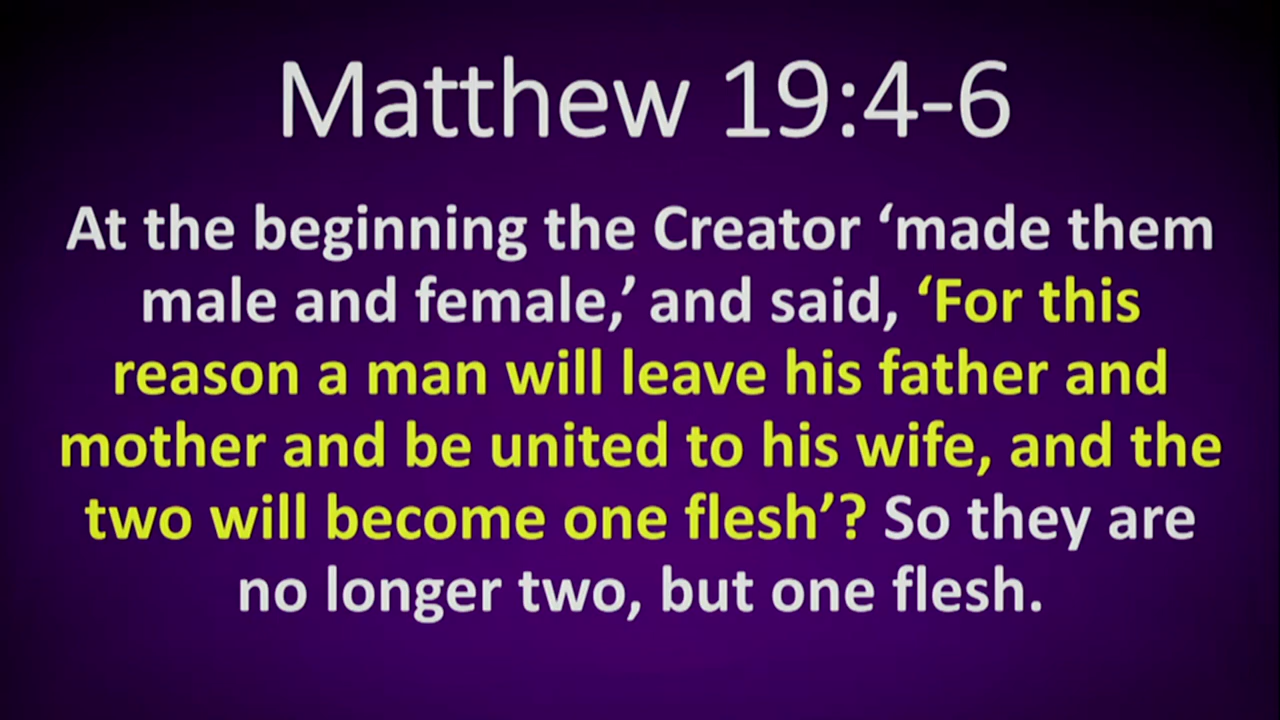 Matthew 19:4-6
At the beginning the Creator ‘made them
male and female,’ and said, ‘For this
reason a man will leave his father and
mother and be united to his wife, and the
two will become one flesh’? So they are
no longer two, but one flesh.